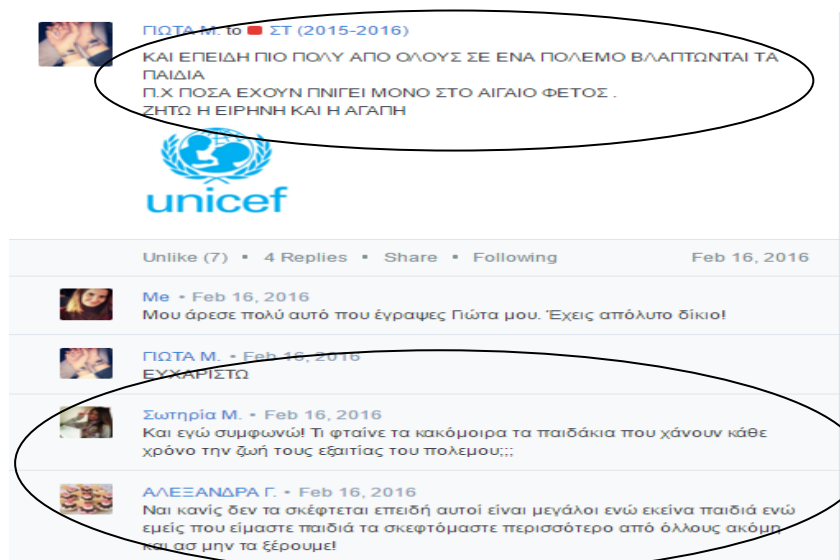 ΓΙΩΤΑ Μ. to ΣΤ (2015-2016)
ΚΑΙ ΕΠΕΙΔΗ ΠΙΟ ΠΟΛΥ ΑΠΟ ΟΛΟΥΣ ΣΕ ΕΝΑ ΠΟΛΕΜΟ ΒΛΑΠΤΩΝΤΑΙ ΤΑ
ΠΑΙΔΙΑ
Π.Χ ΠΟΣΑ ΕΧΟΥΝ ΠΝΙΓΕΙ ΜΟΝΟ ΣΤΟ ΑΙΓΑΙΟ ΦΕΤΟΣ .
ΖΗΤΩ Η ΕΙΡΗΝΗ ΚΑΙ Η ΑΓΑΠΗ
unicef
Unlike (7) ▪ 4 Replies ▪ Share ▪ Following Feb 16, 2016
Me • Feb 16, 2016
Μου άρεσε πολύ αυτό που έγραψες Γιώτα μου. Έχεις απόλυτο δίκιο!
ΓΙΩΤΑ Μ. • Feb 16, 2016
ΕΥΧΑΡΙΣΤΩ
Σωτηρία Μ. • Feb 16, 2016
Και εγώ συμφωνώ! Τι φταίνε τα κακόμοιρα τα παιδάκια που χάνουν κάθε
χρόνο την ζωή τους εξαιτίας του πολεμου;;;
ΑΛΕΞΑΝΔΡΑ Γ. • Feb 16, 2016
Ναι κανίς δεν τα σκέφτεται επειδή αυτοί είναι μεγάλοι ενώ εκείνα παιδιά ενώ
εμείς που είμαστε παιδιά τα σκεφτόμαστε περισσότερο από όλλους ακόμη
και ασ μην τα ξέρουμε!